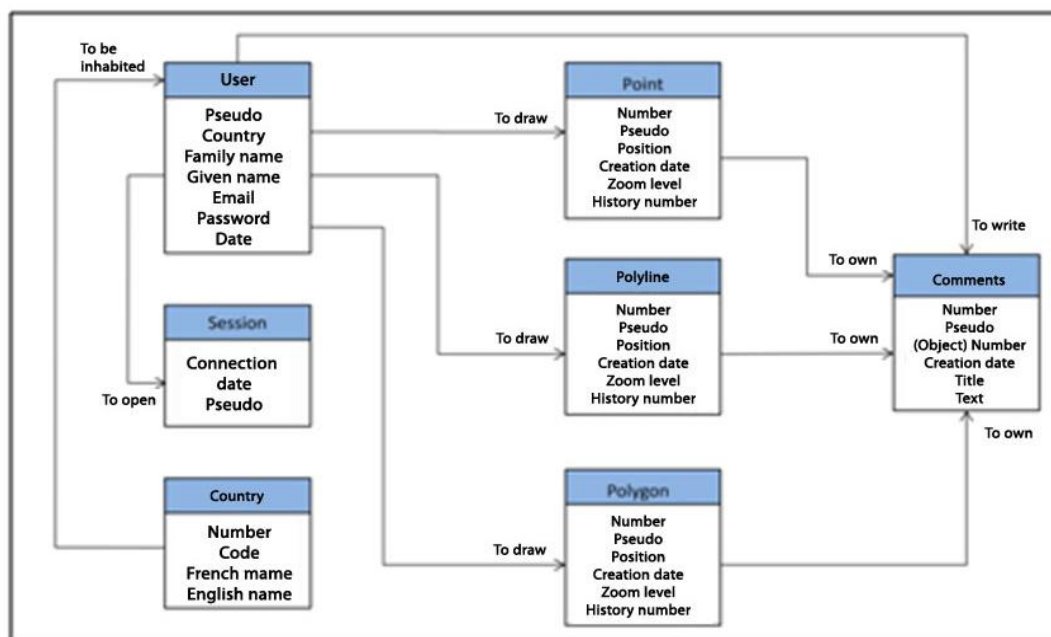 To be
inhabited
User
Pseudo
Country
Family name
Given name
Email
Password
Date
To open
Session
Connection
date
Pseudo
Country
Number
Code
French mame
English name
To draw
Point
Number
Pseudo
Position
Creation date
Zoom level
History number
To draw
Polyline
Number
Pseudo
Position
Creation date
Zoom level
History number
To draw
Polygon
Number
Pseudo
Position
Creation date
Zoom level
History number
To write
To own
To own
Comments
Number
Pseudo
(Object) Number
Creation date
Title
Text
To own